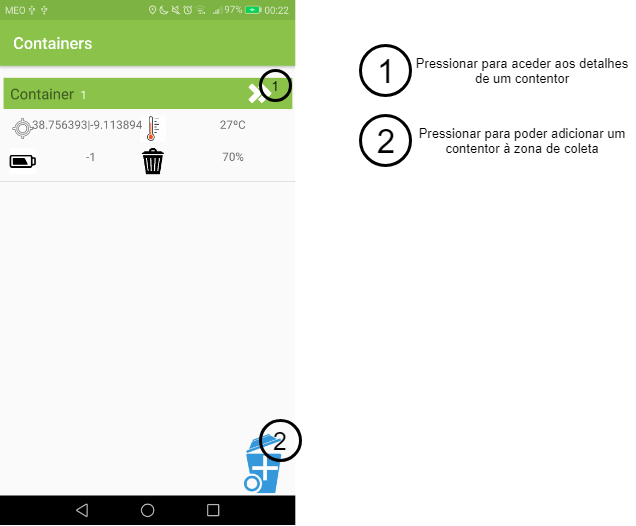 MEO 97% 00:22
Containers
Container 1
1
38.756393|-9.113894 27ºC
-1 70%
2
1 Pressionar para aceder aos detalhes
de um contentor
2 Pressionar para poder adicionar um
contentor à zona de coleta